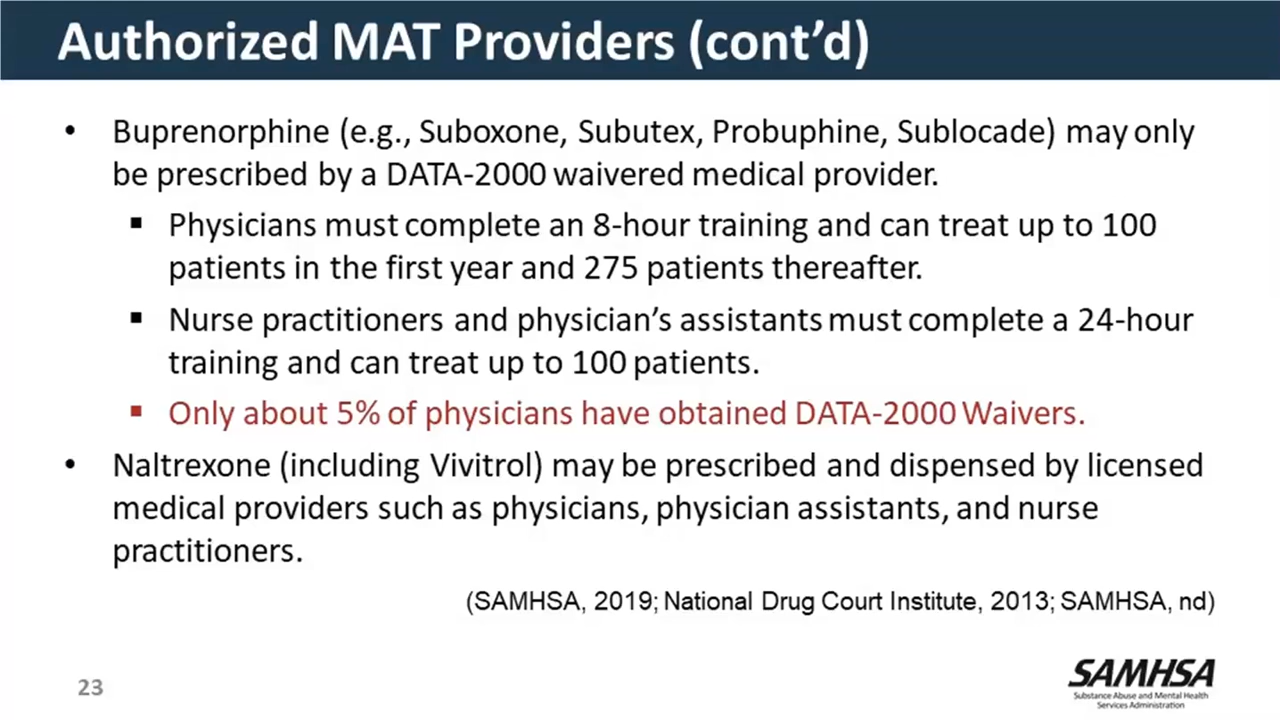 Authorized MAT Providers (cont’d)
• Buprenorphine (e.g., Suboxone, Subutex, Probuphine, Sublocade) may only
be prescribed by a DATA-2000 waivered medical provider.
▪ Physicians must complete an 8-hour training and can treat up to 100
patients in the first year and 275 patients thereafter.
▪ Nurse practitioners and physician’s assistants must complete a 24-hour
training and can treat up to 100 patients.
▪ Only about 5% of physicians have obtained DATA-2000 Waivers.
• Naltrexone (including Vivitrol) may be prescribed and dispensed by licensed
medical providers such as physicians, physician assistants, and nurse
practitioners.
(SAMHSA, 2019; National Drug Court Institute, 2013; SAMHSA, nd)
23
SAMHSA
Substance Abuse and Mental Health
Services Administration